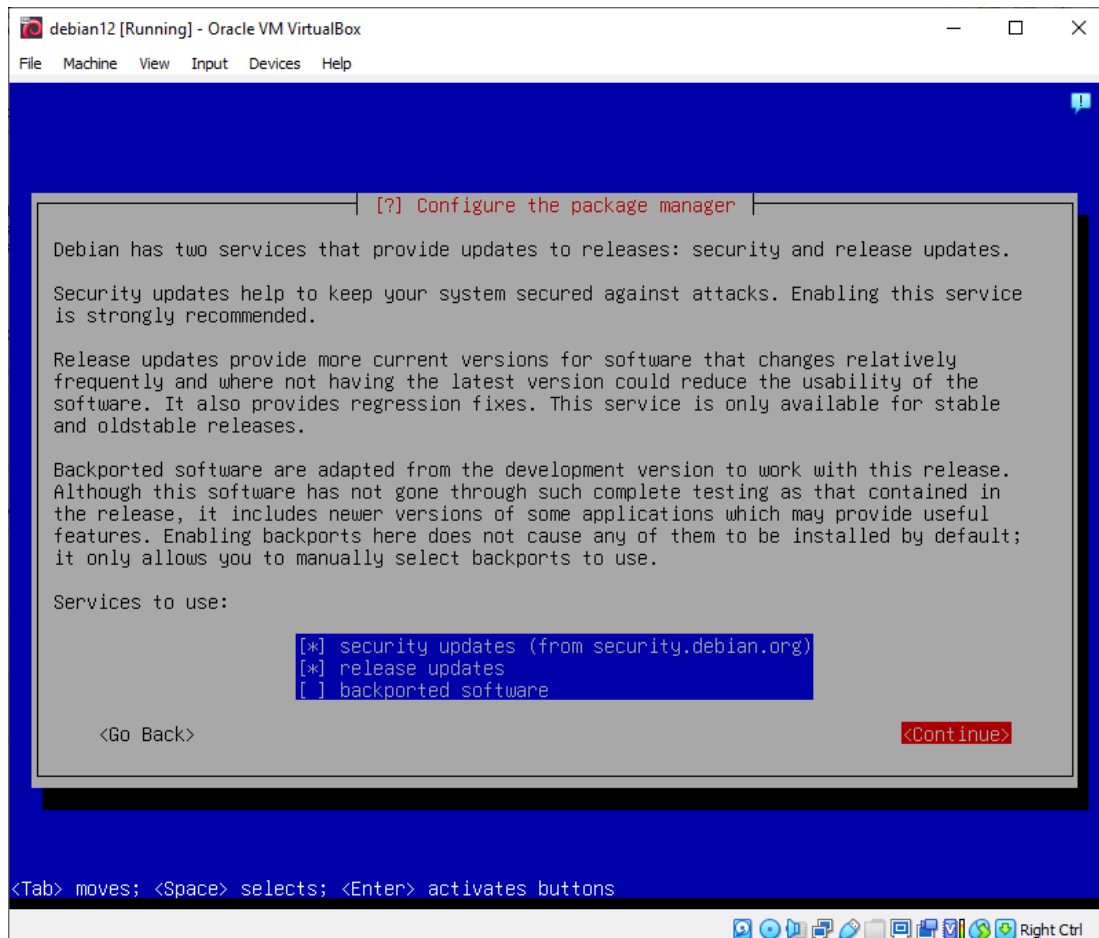 debian12 [Running] - Oracle VM VirtualBox
File Machine View Input Devices Help
[?] Configure the package manager
Debian has two services that provide updates to releases: security and release updates.
Security updates help to keep your system secured against attacks. Enabling this service
is strongly recommended.
Release updates provide more current versions for software that changes relatively
frequently and where not having the latest version could reduce the usability of the
software. It also provides regression fixes. This service is only available for stable
and oldstable releases.
Backported software are adapted from the development version to work with this release.
Although this software has not gone through such complete testing as that contained in
the release, it includes newer versions of some applications which may provide useful
features. Enabling backports here does not cause any of them to be installed by default;
it only allows you to manually select backports to use.
Services to use:
[*] security updates (from security.debian.org)
[*] release updates
[ ] backported software
<Go Back> <Continue>
<Tab> moves; <Space> selects; <Enter> activates buttons
Right Ctrl